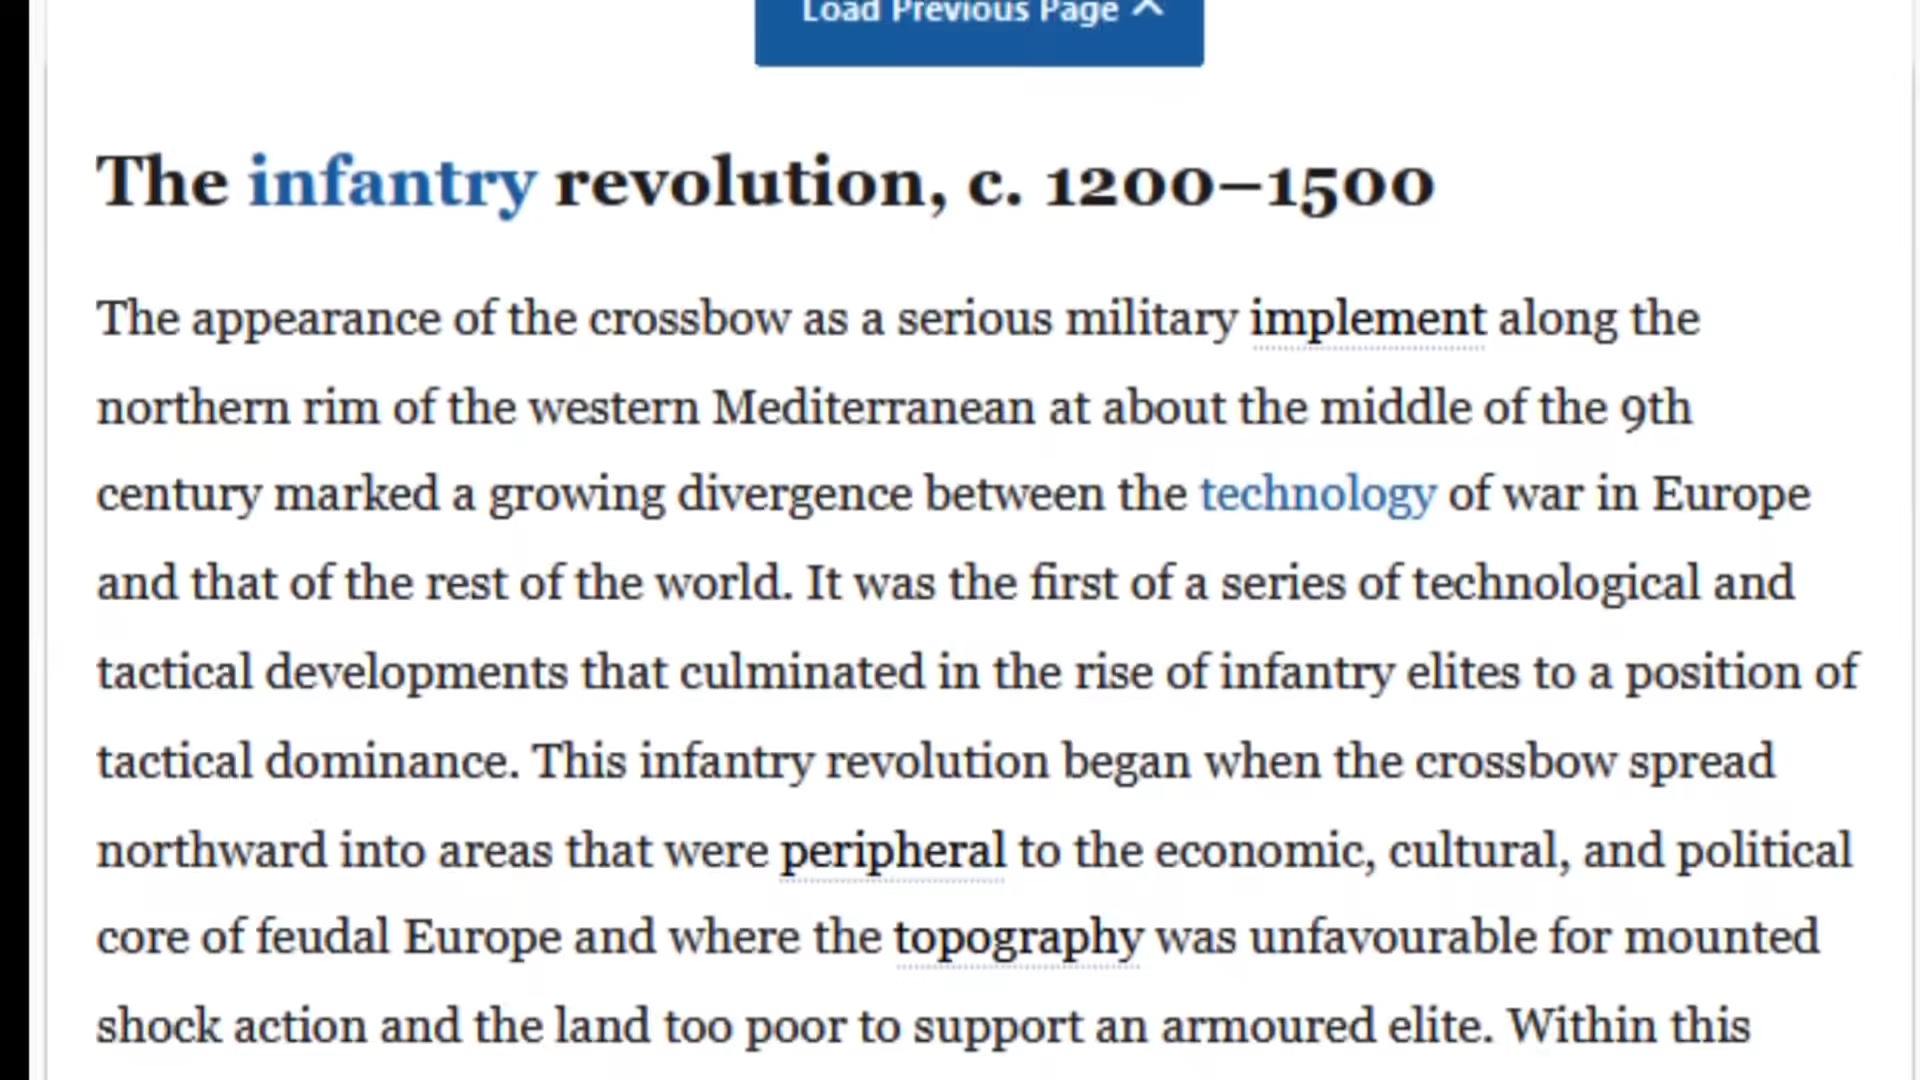 Load Previous Page
The infantry revolution, c. 1200–1500
The appearance of the crossbow as a serious military implement along the
northern rim of the western Mediterranean at about the middle of the 9th
century marked a growing divergence between the technology of war in Europe
and that of the rest of the world. It was the first of a series of technological and
tactical developments that culminated in the rise of infantry elites to a position of
tactical dominance. This infantry revolution began when the crossbow spread
northward into areas that were peripheral to the economic, cultural, and political
core of feudal Europe and where the topography was unfavourable for mounted
shock action and the land too poor to support an armoured elite. Within this